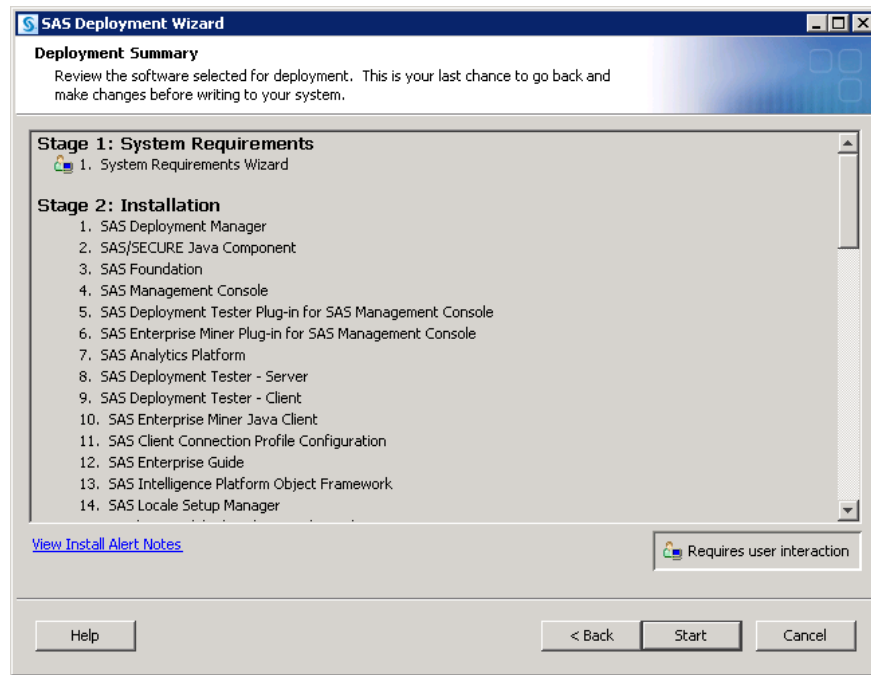 SAS Deployment Wizard
Deployment Summary
Review the software selected for deployment. This is your last chance to go back and
make changes before writing to your system.
Stage 1: System Requirements
1. System Requirements Wizard
Stage 2: Installation
1. SAS Deployment Manager
2. SAS/SECURE Java Component
3. SAS Foundation
4. SAS Management Console
5. SAS Deployment Tester Plug-in for SAS Management Console
6. SAS Enterprise Miner Plug-in for SAS Management Console
7. SAS Analytics Platform
8. SAS Deployment Tester - Server
9. SAS Deployment Tester - Client
10. SAS Enterprise Miner Java Client
11. SAS Client Connection Profile Configuration
12. SAS Enterprise Guide
13. SAS Intelligence Platform Object Framework
14. SAS Locale Setup Manager
View Install Alert Notes
Requires user interaction
Help
< Back
Start
Cancel